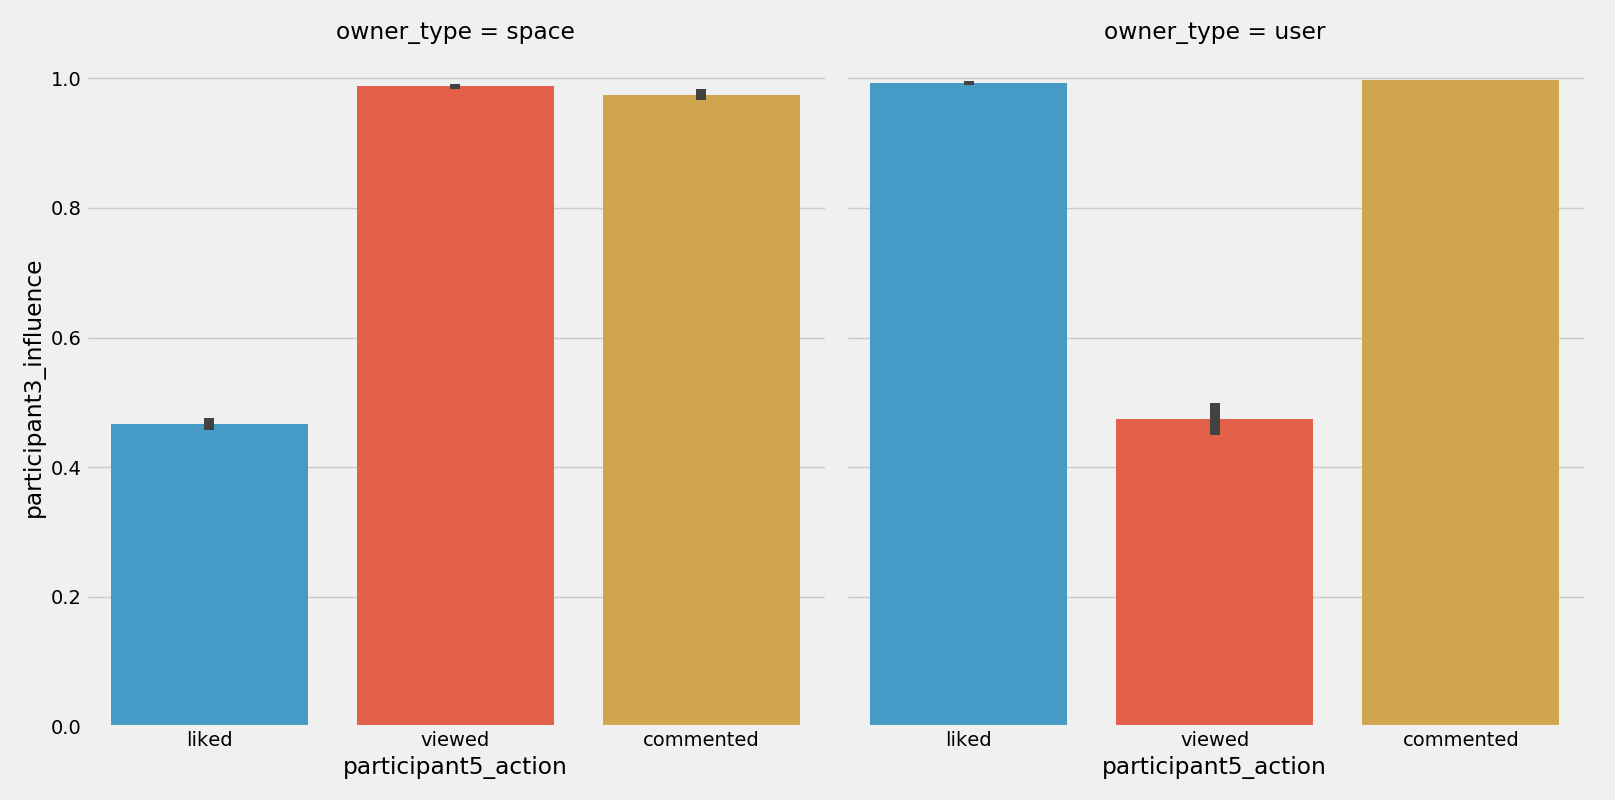 owner_type = space
owner_type = user
1.0
0.8
0.6
0.4
0.2
0.0
participant3_influence
liked viewed commented
liked viewed commented
participant5_action
participant5_action